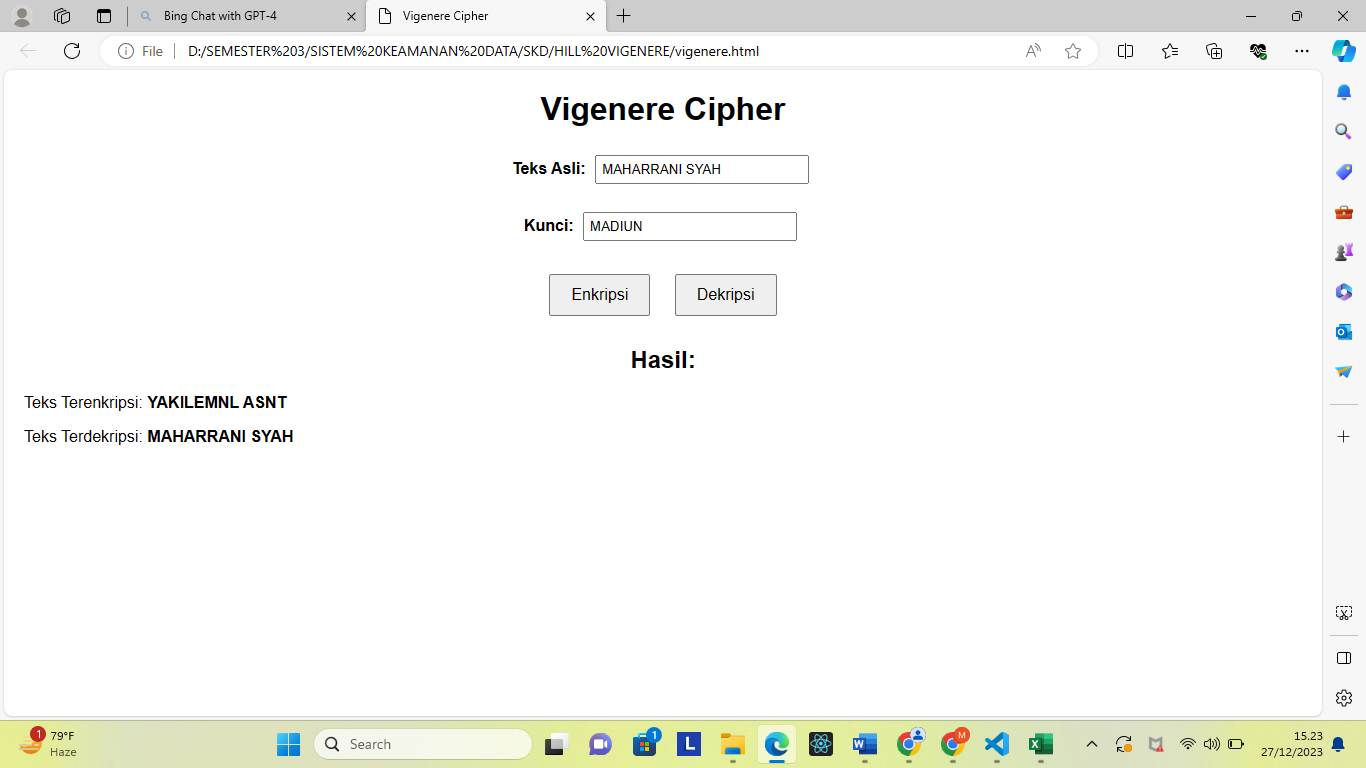 Bing Chat with GPT-4
Vigenere Cipher
File
D:/SEMESTER%203/SISTEM%20KEAMANAN%20DATA/SKD/HILL%20VIGENERE/vigenere.html
Vigenere Cipher
Teks Asli: MAHARRANI SYAH
Kunci: MADIUN
Enkripsi Dekripsi
Hasil:
Teks Terenkripsi: YAKILEMNL ASNT
Teks Terdekripsi: MAHARRANI SYAH
1
79°F
Haze
Search
1
L
M
15.23
27/12/2023